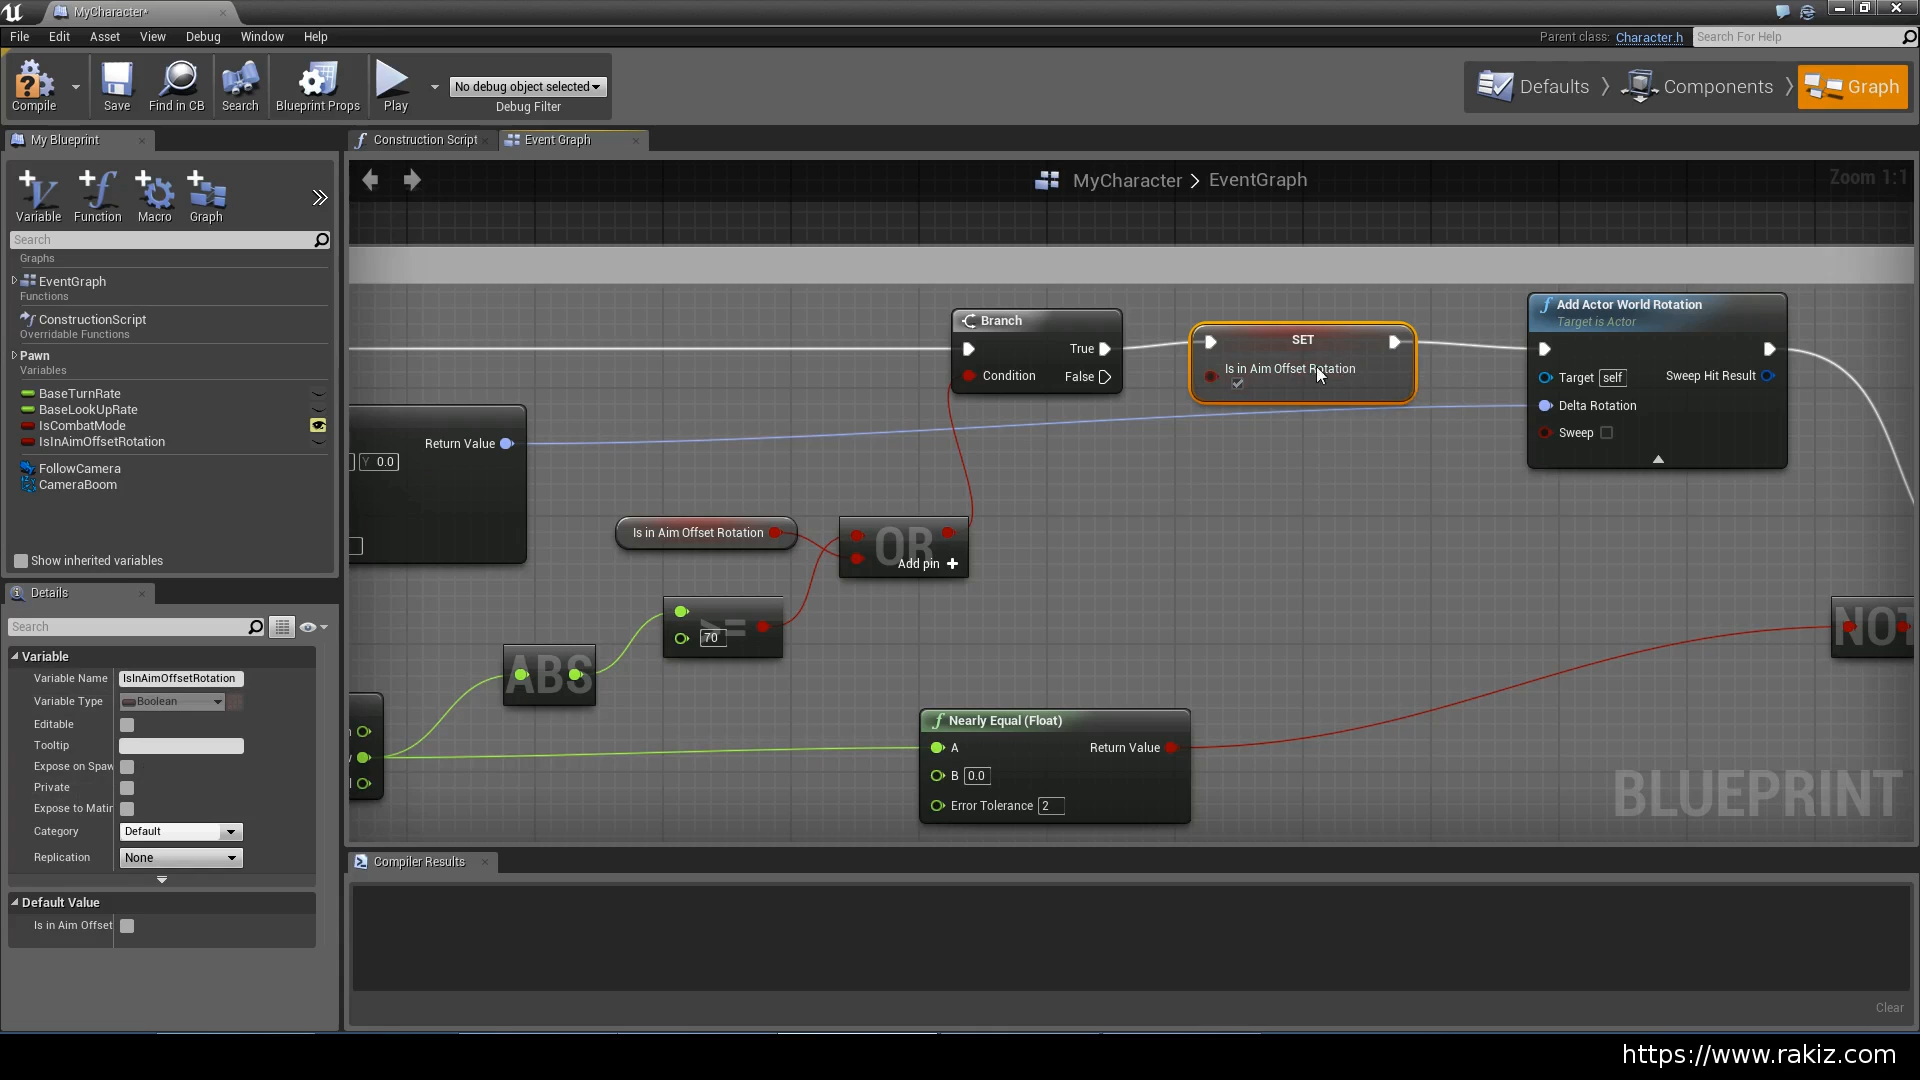 MyCharacter*
File Edit Asset View Debug Window Help
Parent class: Character.h Search For Help
Compile Save Find in CB Search Blueprint Props Play
No debug object selected
Debug Filter
Defaults Components Graph
My Blueprint
Construction Script Event Graph
Variable Function Macro Graph
MyCharacter > EventGraph
Zoom 1:1
Search
Graphs
EventGraph
Functions
ConstructionScript
Overridable Functions
Pawn
Variables
BaseTurnRate
BaseLookUpRate
IsCombatMode
IsInAimOffsetRotation
FollowCamera
CameraBoom
Show inherited variables
Branch
True
Condition False
SET
Is in Aim Offset Rotation
Add Actor World Rotation
Target is Actor
Target self Sweep Hit Result
Delta Rotation
Sweep
Return Value
Y 0.0
Is in Aim Offset Rotation
OR
Add pin +
>=
70
ABS
NOT
Nearly Equal (Float)
A Return Value
B 0.0
Error Tolerance 2
BLUEPRINT
Details
Search
Variable
Variable Name IsInAimOffsetRotation
Variable Type Boolean
Editable
Tooltip
Expose on Spaw
Private
Expose to Matir
Category Default
Replication None
Default Value
Is in Aim Offset
Compiler Results
Clear
https://www.rakiz.com